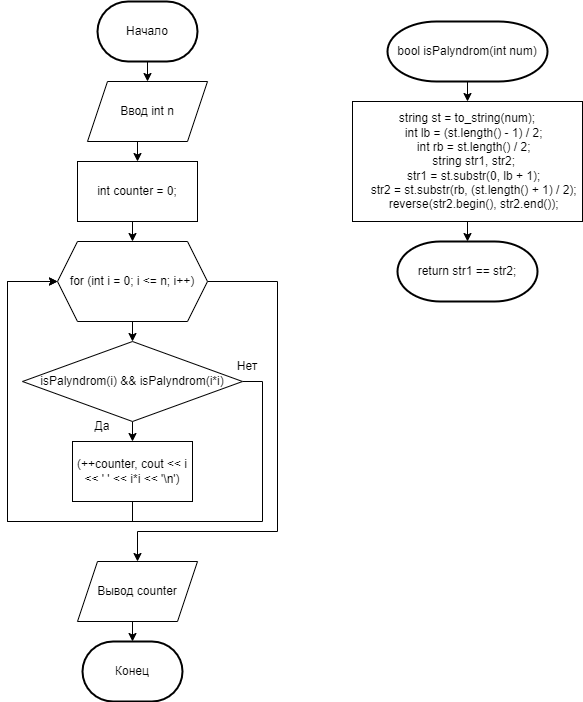 Начало
Ввод int n
int counter = 0;
for (int i = 0; i <= n; i++)
isPalyndrom(i) && isPalyndrom(i*i)
Нет
Да
(++counter, cout << i
<< ' ' << i*i << '\n')
Вывод counter
Конец
bool isPalyndrom(int num)
string st = to_string(num);
int lb = (st.length() - 1) / 2;
int rb = st.length() / 2;
string str1, str2;
str1 = st.substr(0, lb + 1);
str2 = st.substr(rb, (st.length() + 1) / 2);
reverse(str2.begin(), str2.end());
return str1 == str2;